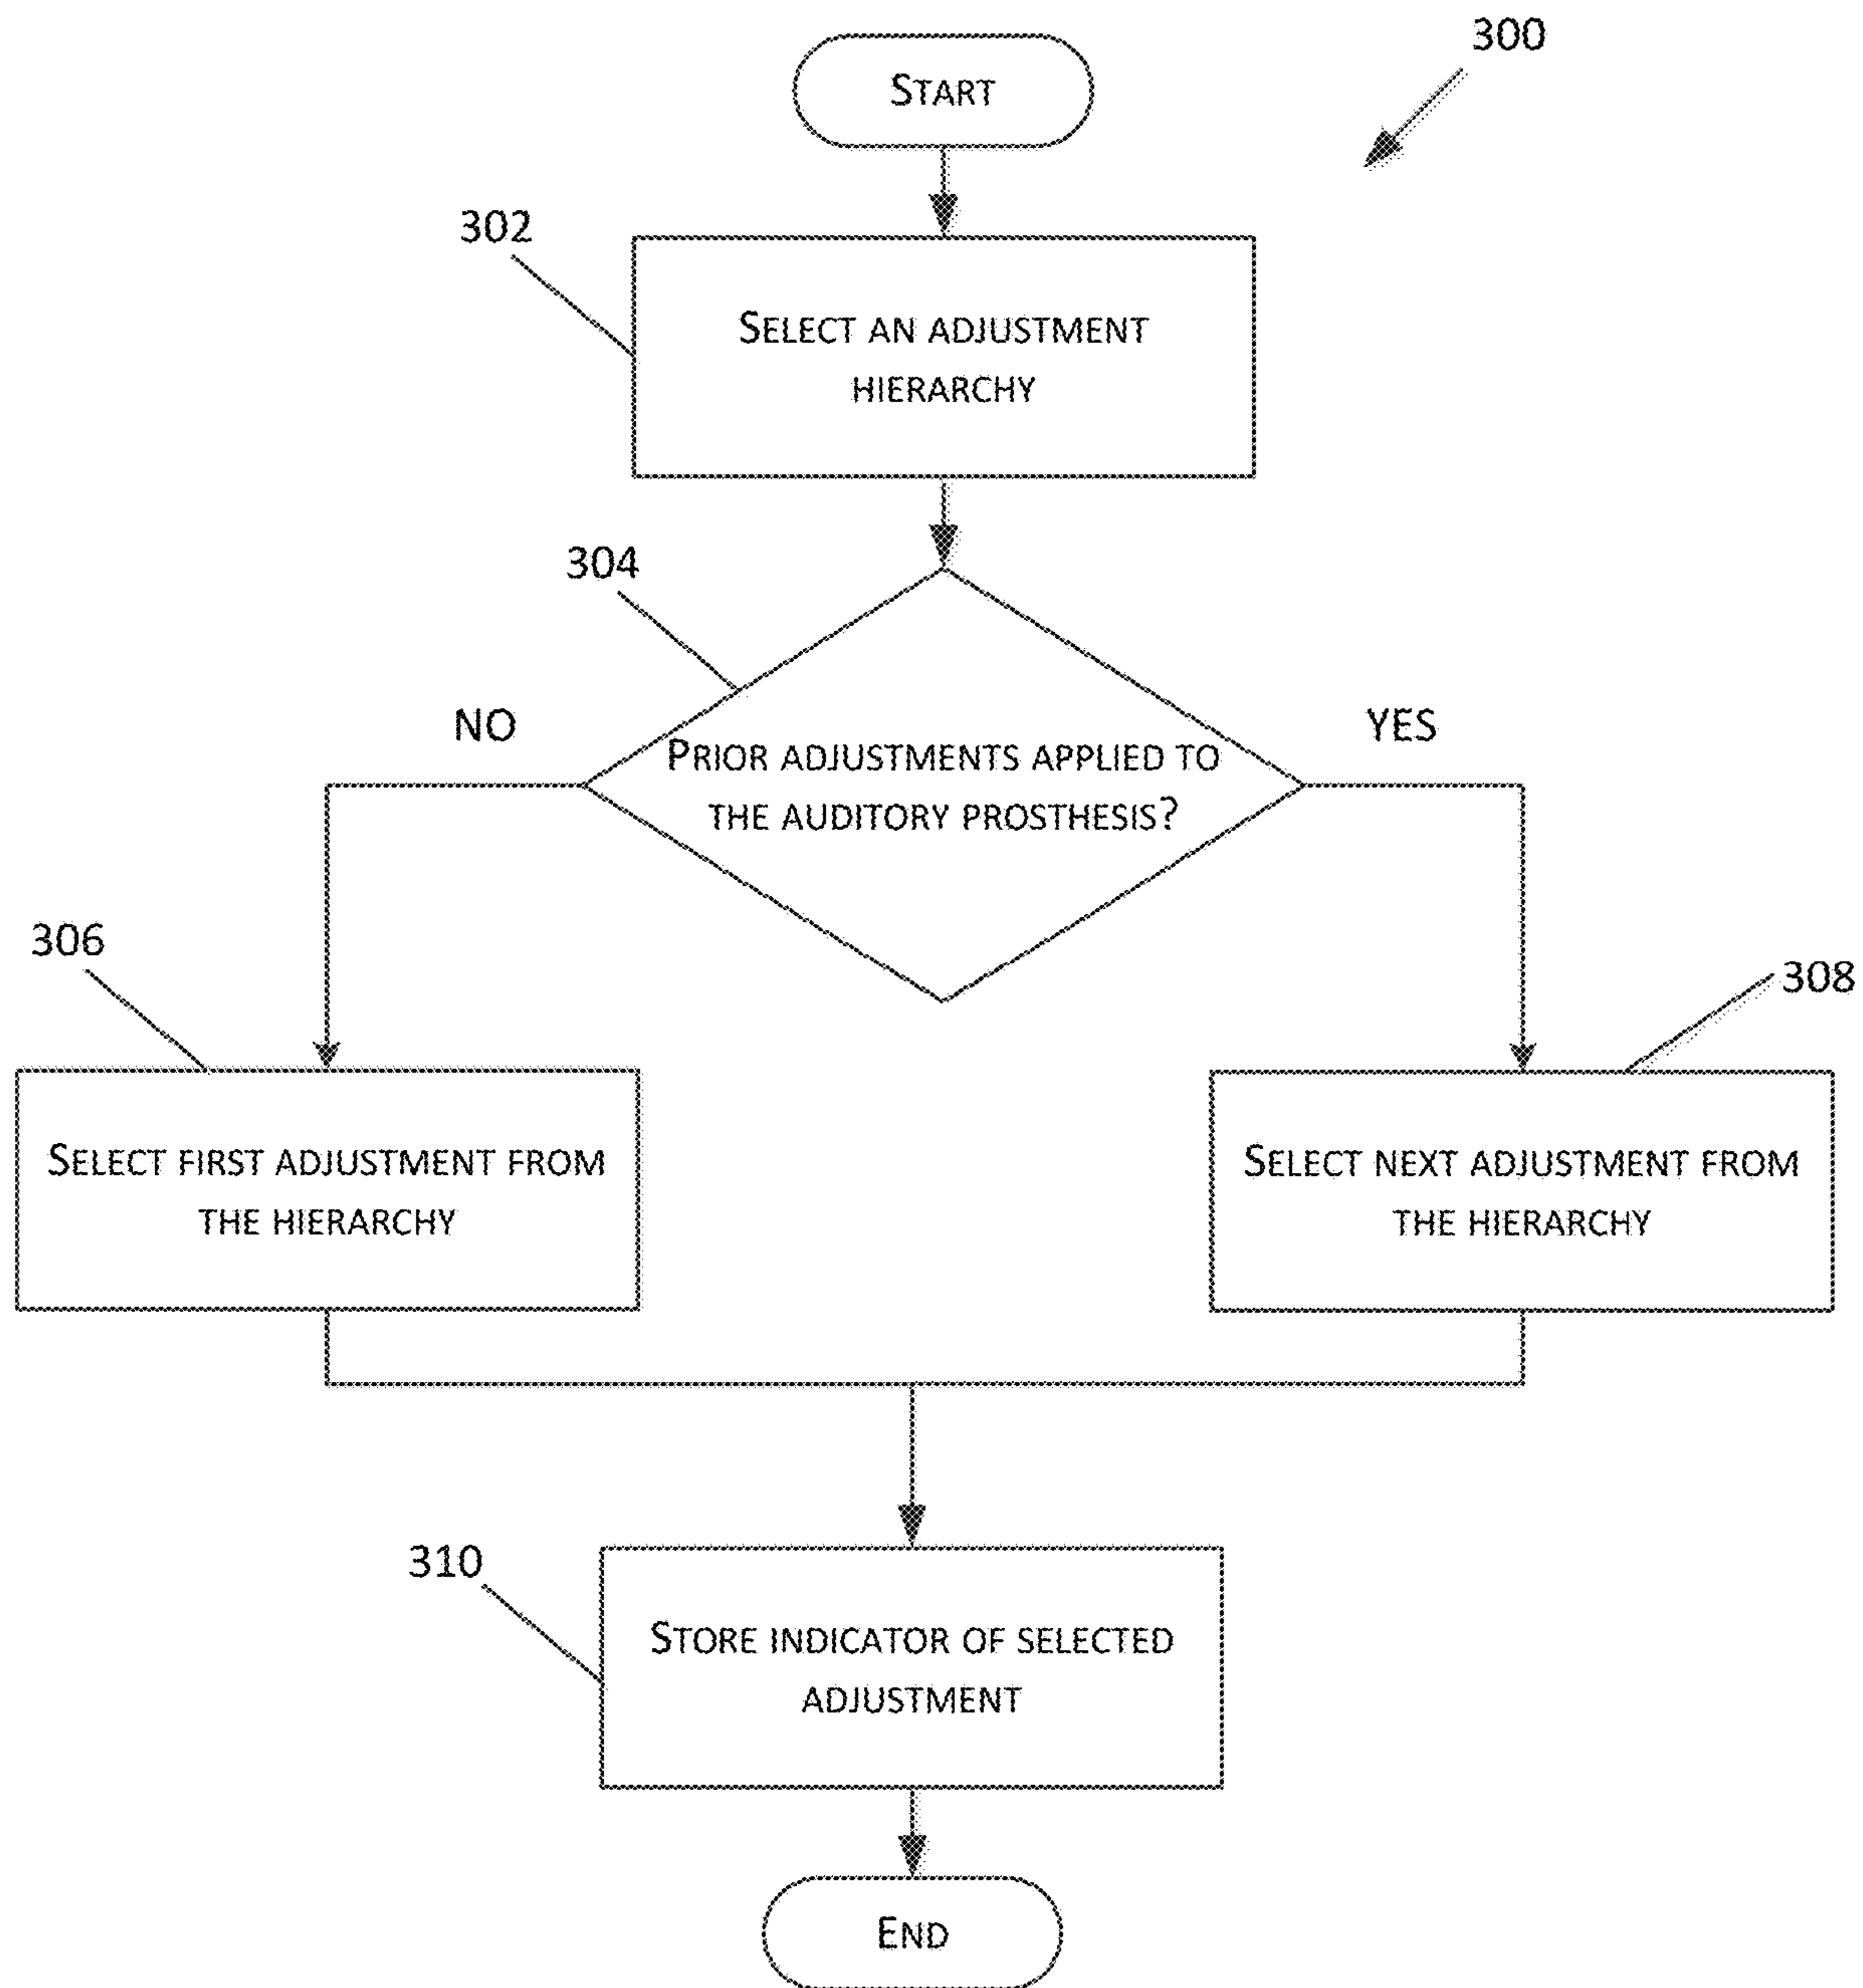 300
START
302
SELECT AN ADJUSTMENT
HIERARCHY
304
NO
YES
PRIOR ADJUSTMENTS APPLIED TO
THE AUDITORY PROSTHESIS?
306
308
SELECT FIRST ADJUSTMENT FROM
THE HIERARCHY
SELECT NEXT ADJUSTMENT FROM
THE HIERARCHY
310
STORE INDICATOR OF SELECTED
ADJUSTMENT
END